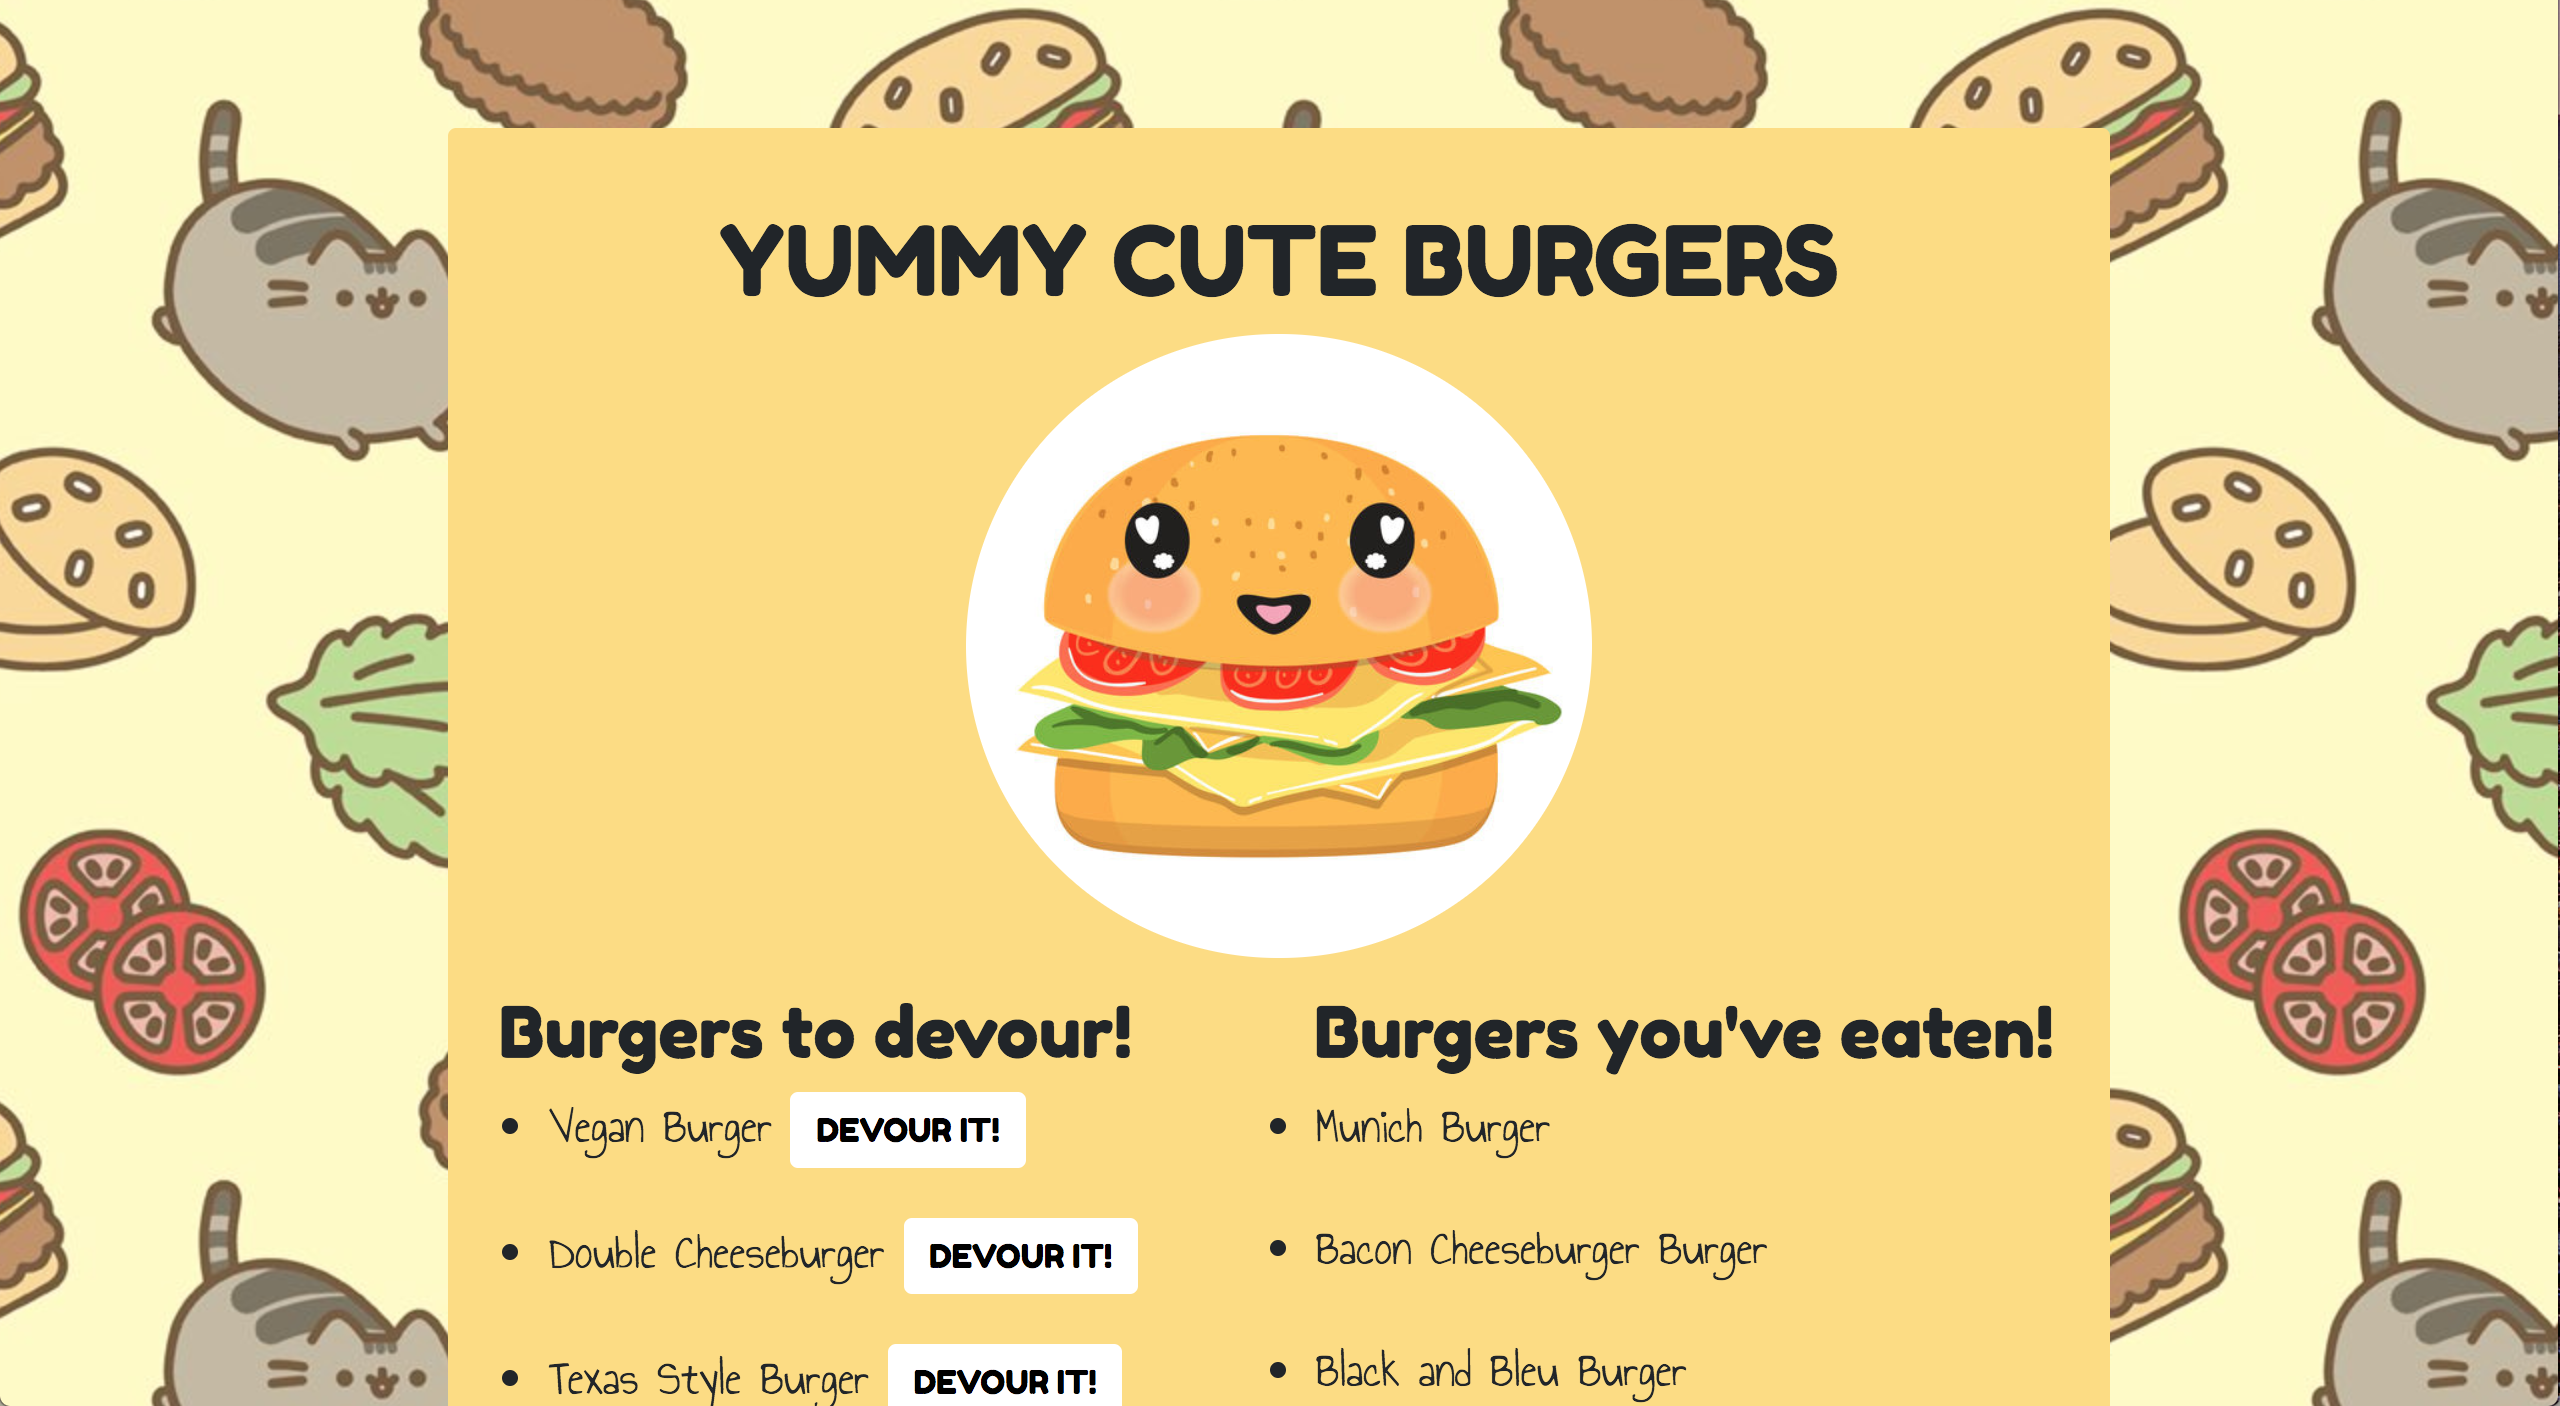 YUMMY CUTE BURGERS
Burgers to devour!
Vegan Burger DEVOUR IT!
Double Cheeseburger DEVOUR IT!
Texas Style Burger DEVOUR IT!
Burgers you've eaten!
Munich Burger
Bacon Cheeseburger Burger
Black and Bleu Burger